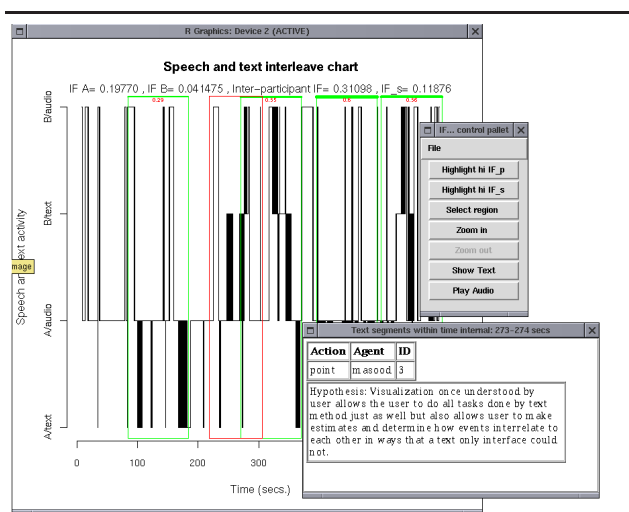 R Graphics: Device 2 (ACTIVE)
Speech and text interleave chart
IF A= 0.19770 , IF B= 0.041475 , Inter-participant IF= 0.31098 , IF_s= 0.11876
0.29
0.35
0.5
0.36
B/audio
B/text
A/audio
A/text
Speech and text activity
mage
0
100
200
300
Time (secs.)
IF... control pallet
File
Highlight hi IF_p
Highlight hi IF_s
Select region
Zoom in
Zoom out
Show Text
Play Audio
Text segments within time internal: 273-274 secs
Action Agent ID
point masood 3
Hypothesis: Visualization once understood by
user allows the user to do all tasks done by text
method just as well but also allows user to make
estimates and determine how events interrelate to
each other in ways that a text only interface could
not.